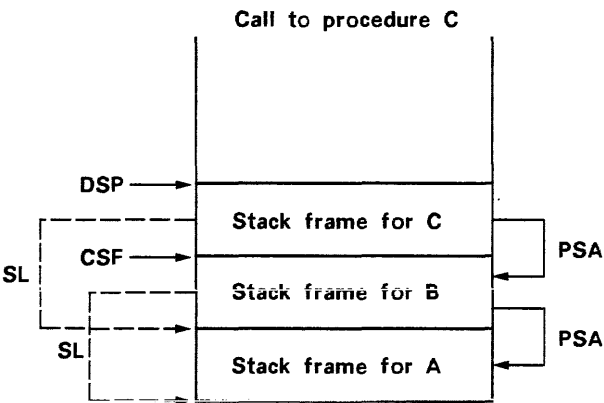 Call to procedure C
DSP
Stack frame for C
PSA
CSF
SL
Stack frame for B
PSA
SL
Stack frame for A